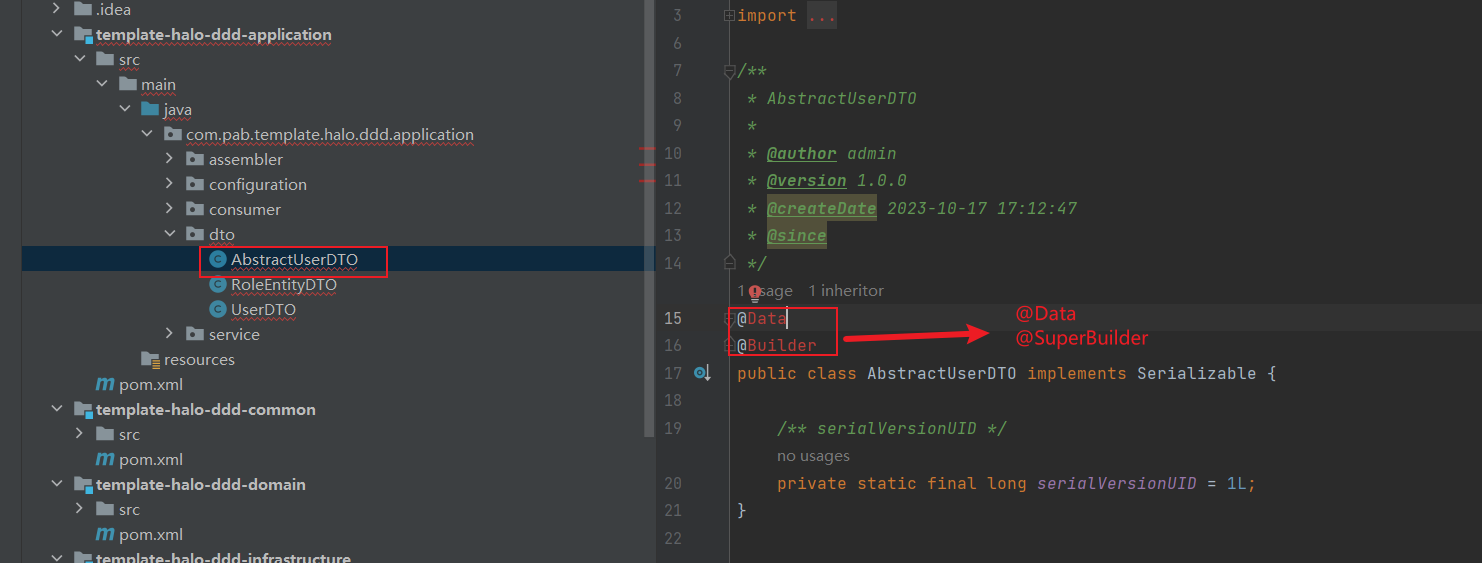 .idea
template-halo-ddd-application
src
main
java
com.pab.template.halo.ddd.application
assembler
configuration
consumer
dto
AbstractUserDTO
RoleEntityDTO
UserDTO
service
resources
pom.xml
template-halo-ddd-common
src
pom.xml
template-halo-ddd-domain
src
pom.xml
template-halo-ddd-infrastructure
3 import ...
6
7 /**
8 * AbstractUserDTO
9 *
10 * @author admin
11 * @version 1.0.0
12 * @createDate 2023-10-17 17:12:47
13 * @since
14 */
1 usage 1 inheritor
15 @Data
16 @Builder
@Data
@SuperBuilder
17 public class AbstractUserDTO implements Serializable {
18
19 /** serialVersionUID */
no usages
20 private static final long serialVersionUID = 1L;
21 }
22